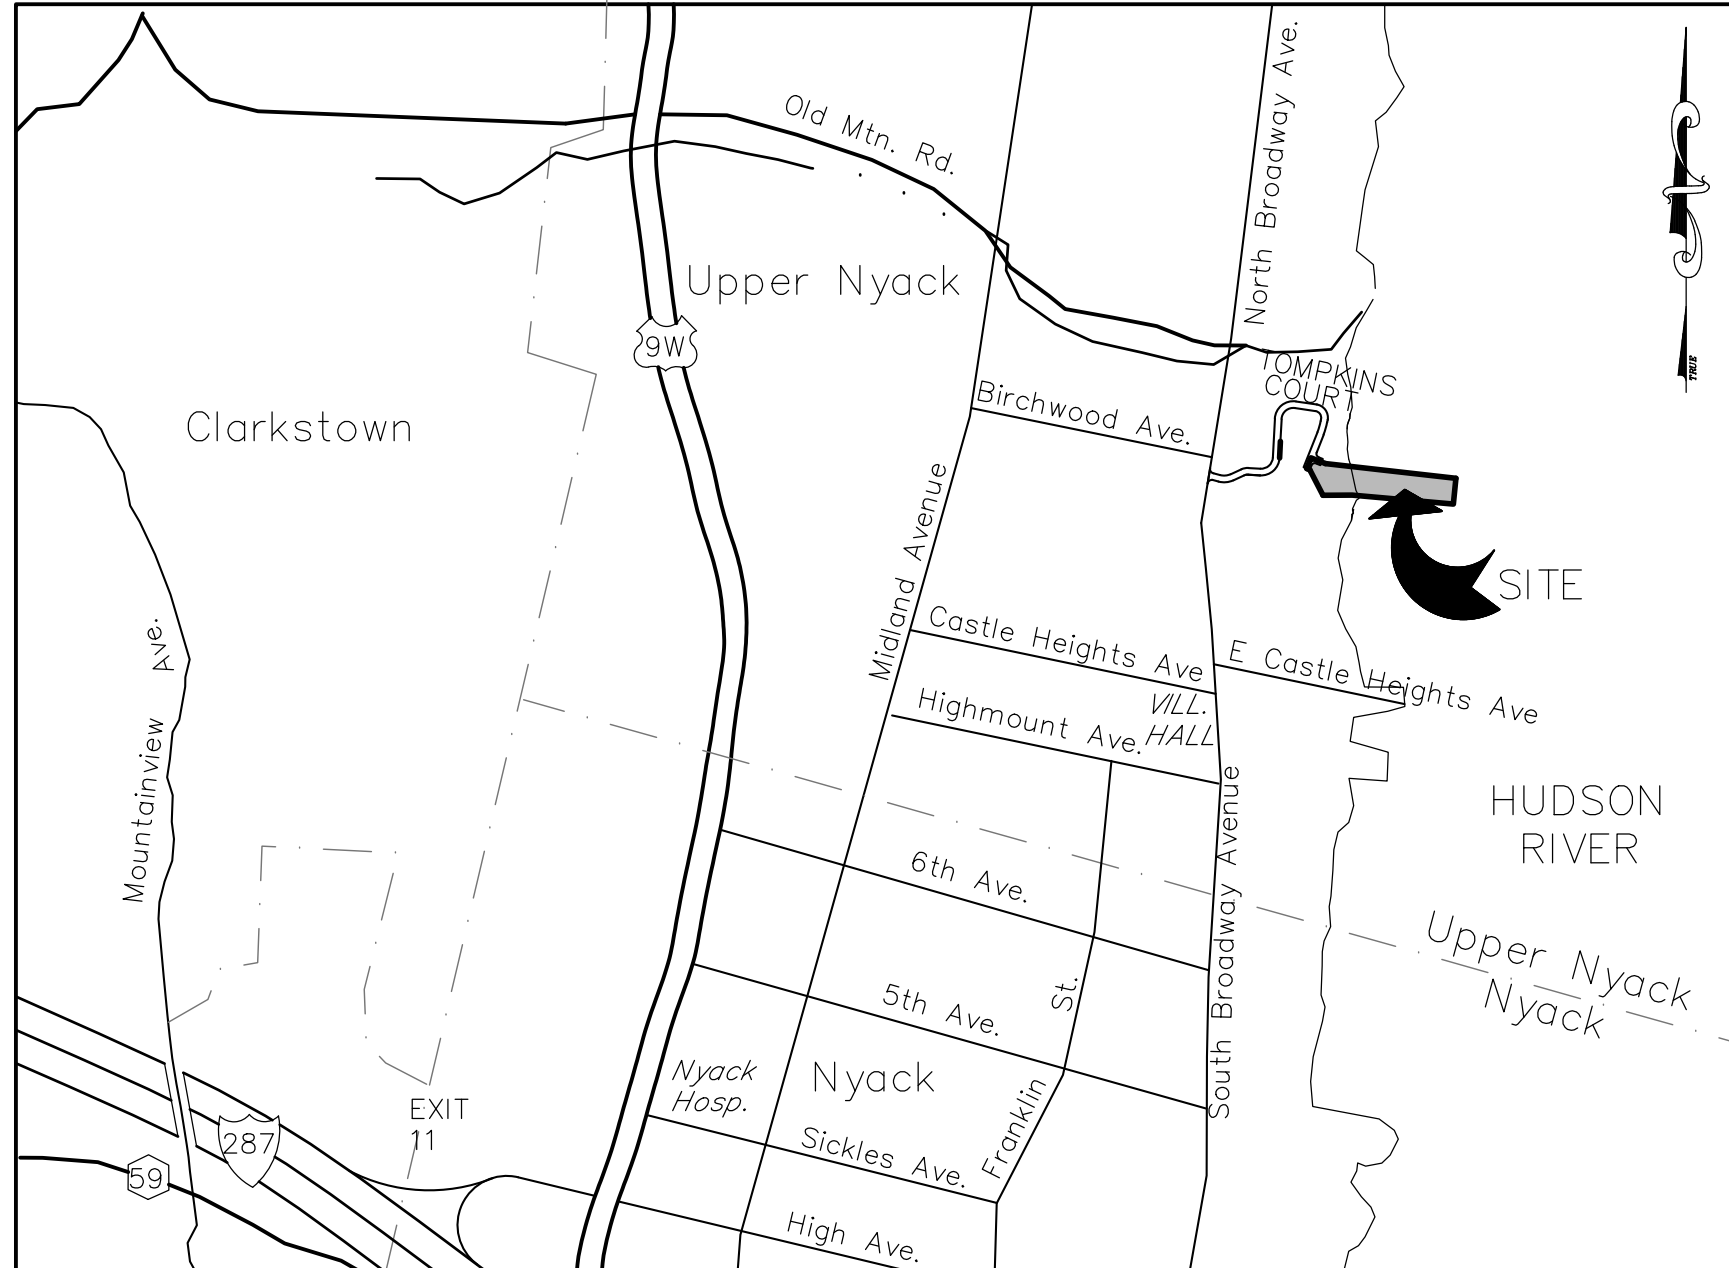 North Broadway Ave.
Old Mtn. Rd.
Upper Nyack
9W
TRUE
TOMPKINS
COURT
Birchwood Ave.
Clarkstown
Midland Avenue
SITE
Castle Heights Ave
E Castle Heights Ave
Mountainview Ave.
Highmount Ave.
VILL.
HALL
HUDSON
RIVER
South Broadway Avenue
6th Ave.
Upper Nyack
Nyack
5th Ave.
Franklin St.
Nyack
Hosp.
Nyack
EXIT
11
287
59
Sickles Ave.
High Ave.